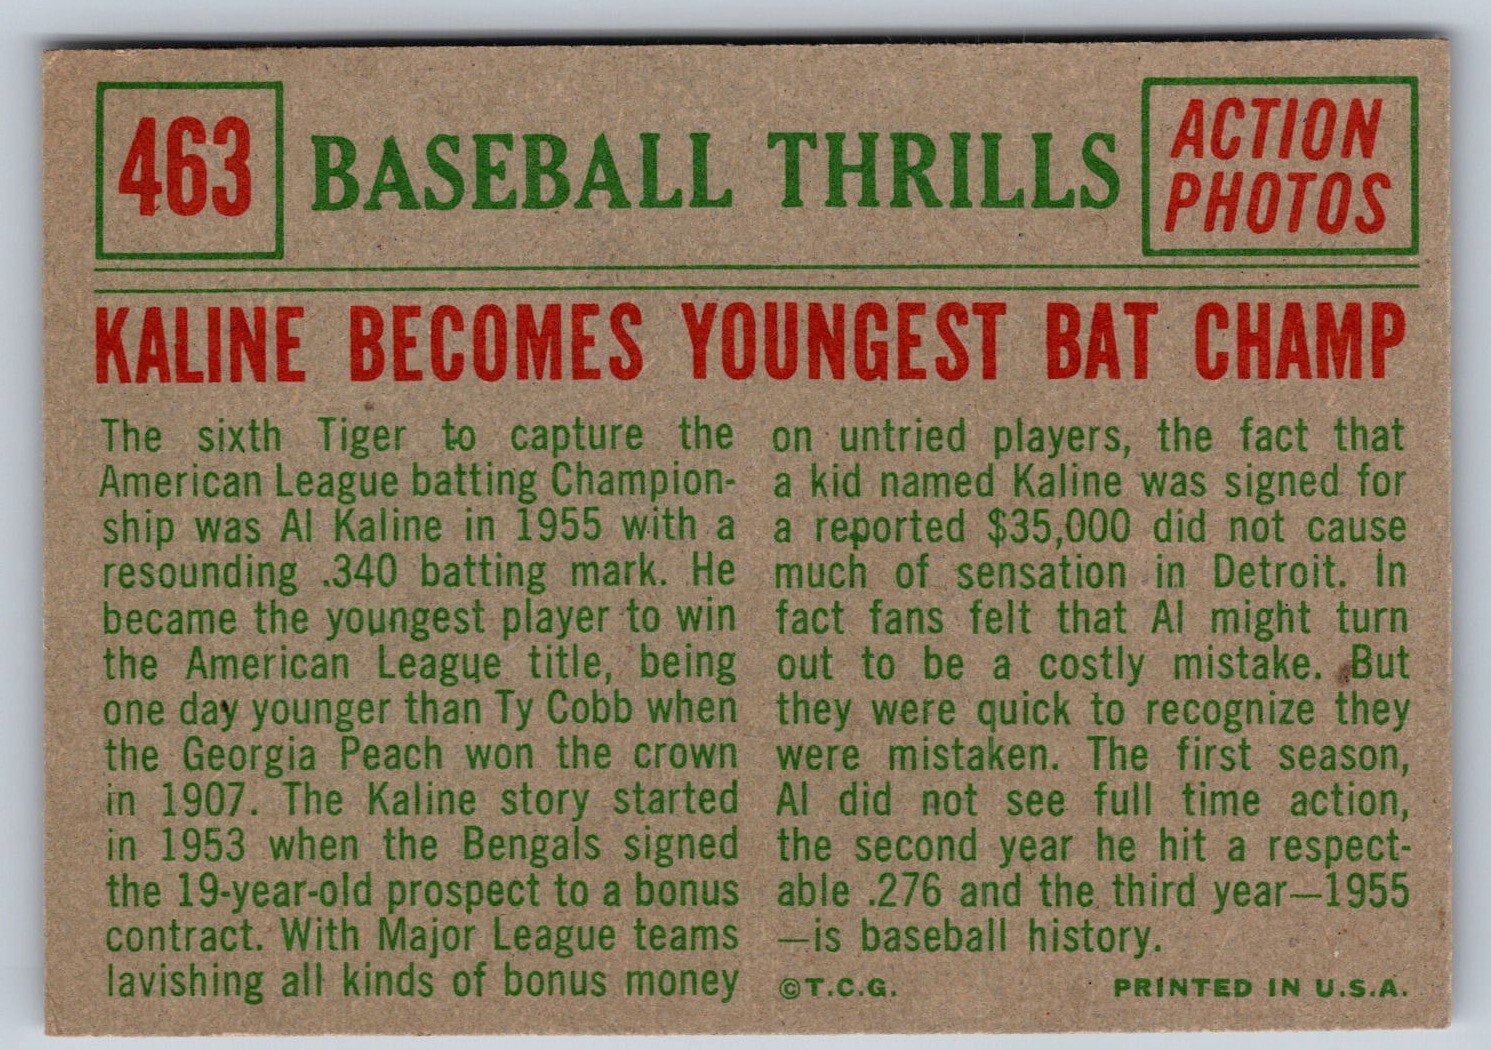 463
BASEBALL THRILLS
ACTION
PHOTOS
KALINE BECOMES YOUNGEST BAT CHAMP
The sixth Tiger to capture the
American League batting Champion-
ship was Al Kaline in 1955 with a
resounding .340 batting mark. He
became the youngest player to win
the American League title, being
one day younger than Ty Cobb when
the Georgia Peach won the crown
in 1907. The Kaline story started
in 1953 when the Bengals signed
the 19-year-old prospect to a bonus
contract. With Major League teams
lavishing all kinds of bonus money
on untried players, the fact that
a kid named Kaline was signed for
a reported $35,000 did not cause
much of sensation in Detroit. In
fact fans felt that Al might turn
out to be a costly mistake. But
they were quick to recognize they
were mistaken. The first season,
Al did not see full time action,
the second year he hit a respect-
able .276 and the third year—1955
—is baseball history.
©T.C.G.
PRINTED IN U.S.A.